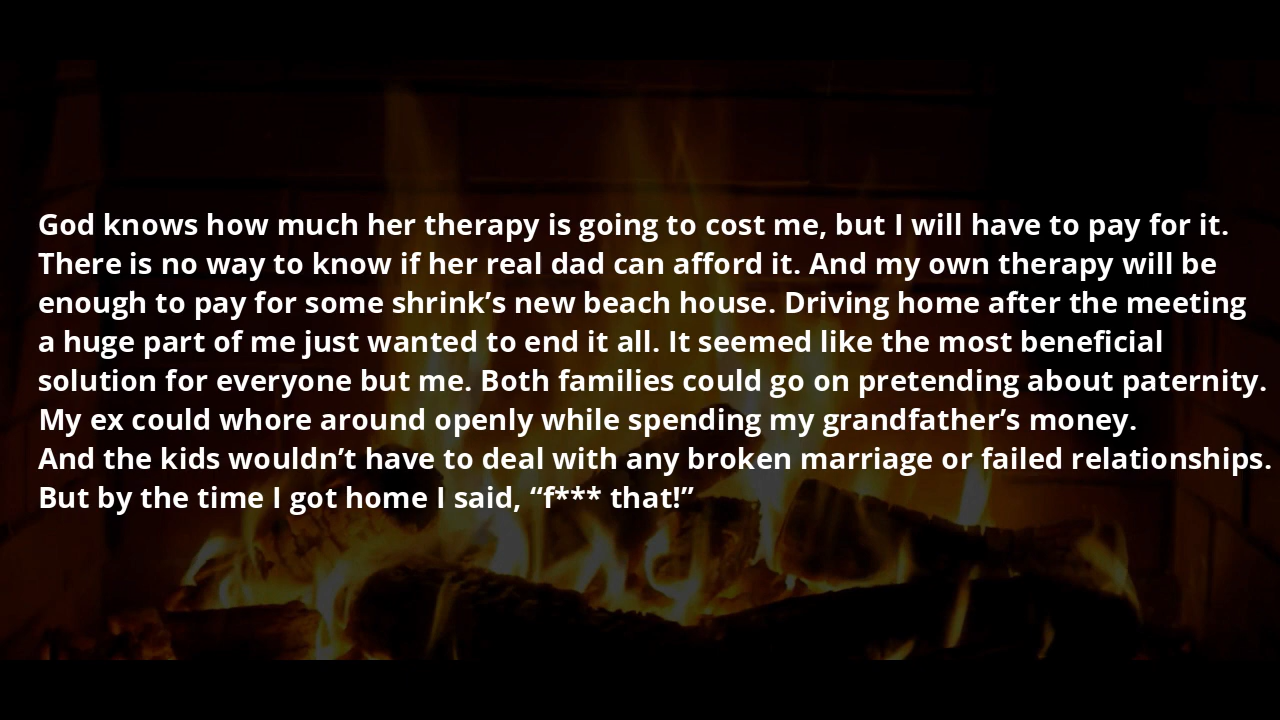 God knows how much her therapy is going to cost me, but I will have to pay for it.
There is no way to know if her real dad can afford it. And my own therapy will be
enough to pay for some shrink’s new beach house. Driving home after the meeting
a huge part of me just wanted to end it all. It seemed like the most beneficial
solution for everyone but me. Both families could go on pretending about paternity.
My ex could whore around openly while spending my grandfather’s money.
And the kids wouldn’t have to deal with any broken marriage or failed relationships.
But by the time I got home I said, “f*** that!”